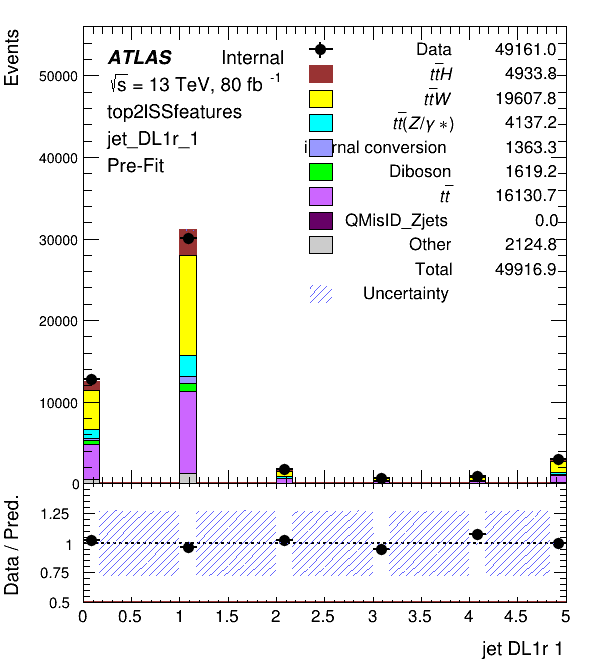 Events
50000
40000
30000
20000
10000
0
ATLAS Internal
√s = 13 TeV, 80 fb -1
top2lSSfeatures
jet_DL1r_1
Pre-Fit
Data 49161.0
tt̄H 4933.8
tt̄W 19607.8
tt̄(Z/γ *) 4137.2
rnal conversion 1363.3
Diboson 1619.2
tt̄ 16130.7
QMisID_Zjets 0.0
Other 2124.8
Total 49916.9
Uncertainty
Data / Pred.
1.25
1
0.75
0.5
0 0.5 1 1.5 2 2.5 3 3.5 4 4.5 5
jet DL1r 1